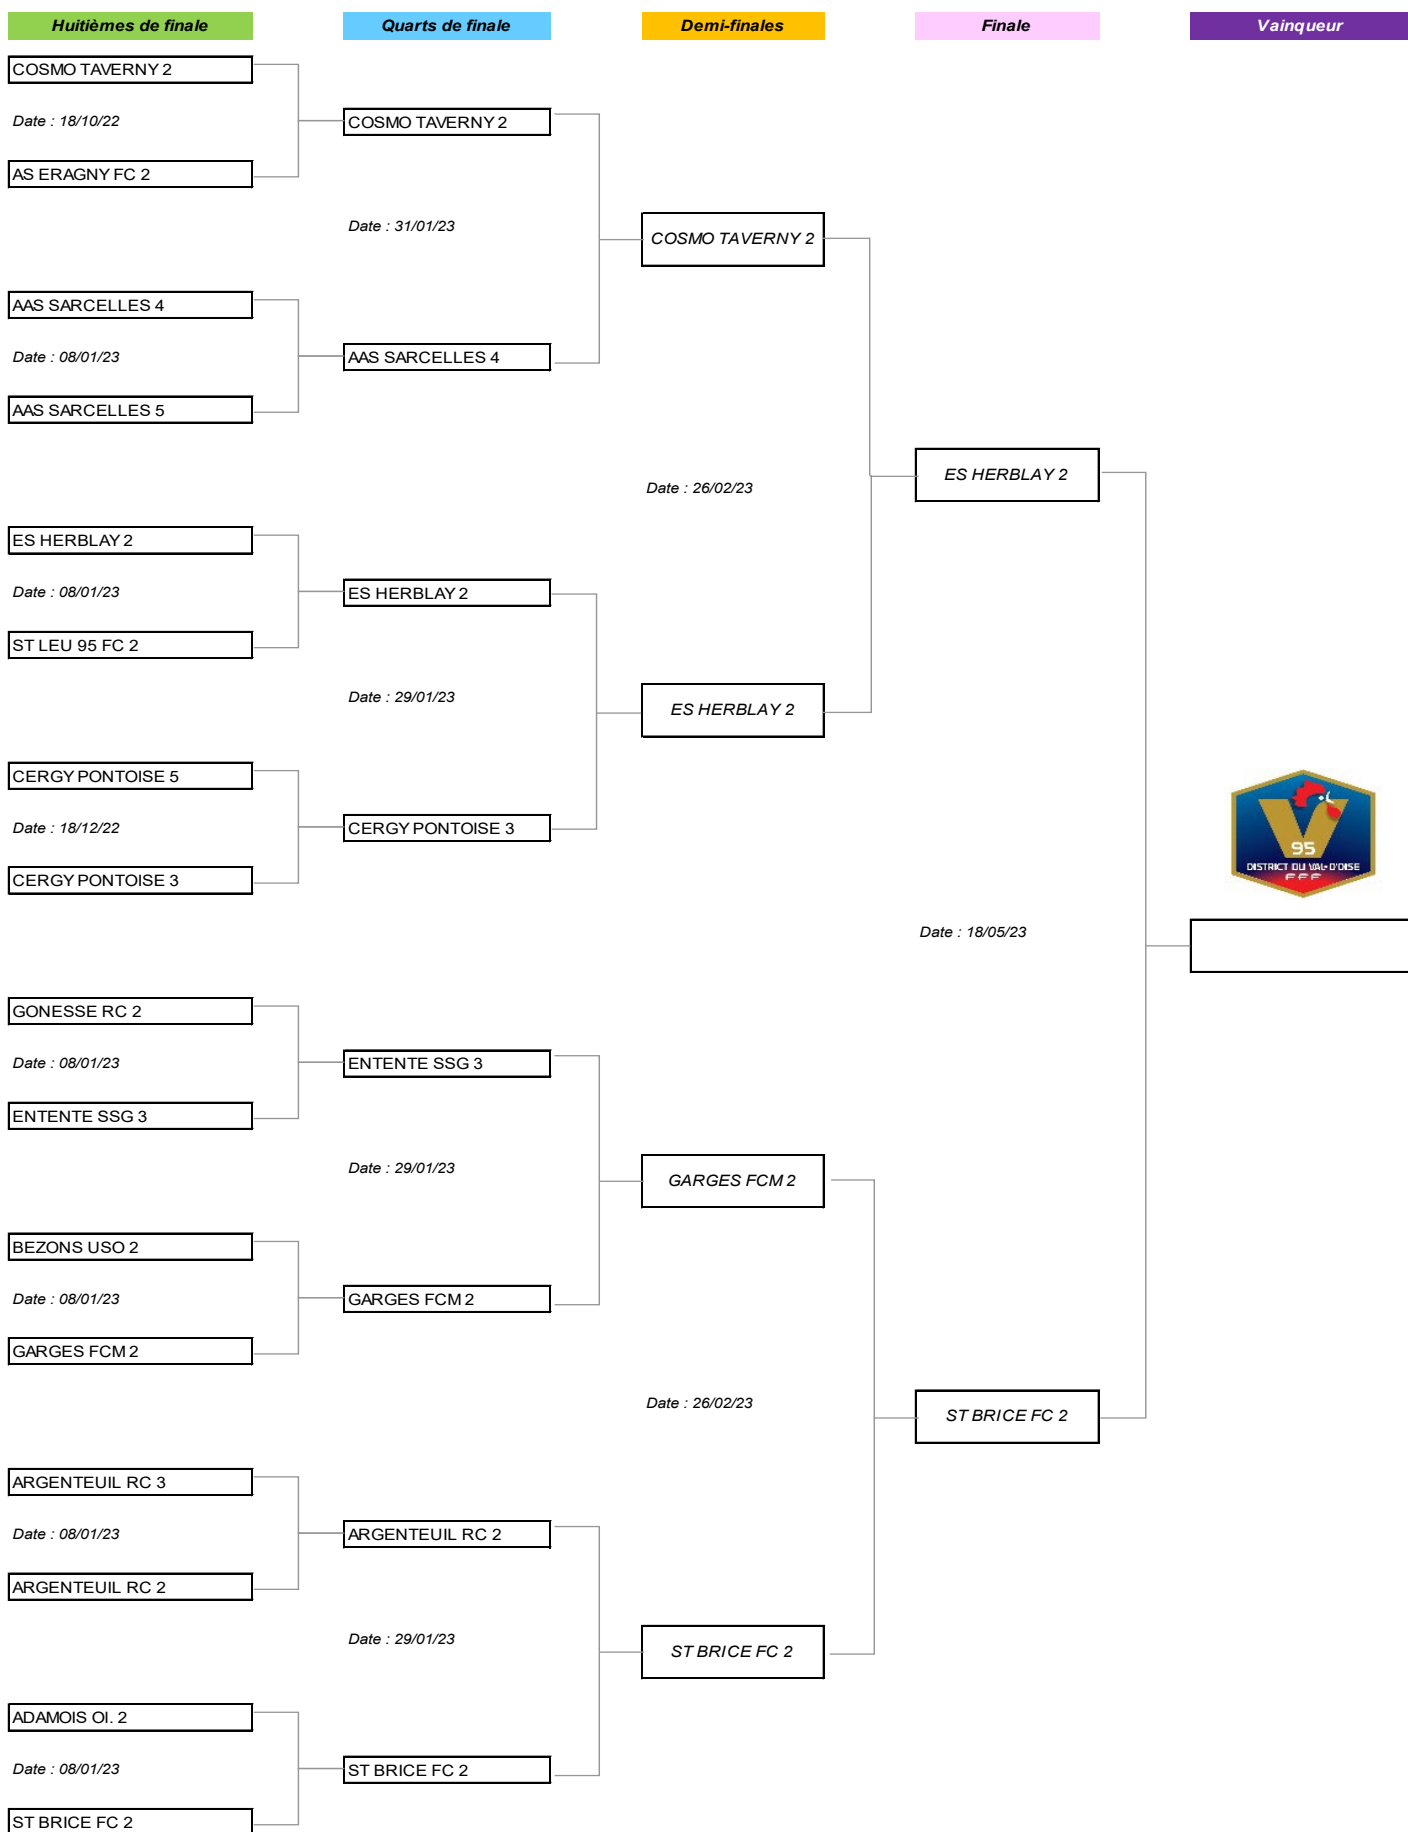 Huitièmes de finale
Quarts de finale
Demi-finales
Finale
Vainqueur
COSMO TAVERNY 2
Date : 18/10/22
COSMO TAVERNY 2
AS ERAGNY FC 2
Date : 31/01/23
COSMO TAVERNY 2
AAS SARCELLES 4
Date : 08/01/23
AAS SARCELLES 4
AAS SARCELLES 5
ES HERBLAY 2
Date : 26/02/23
ES HERBLAY 2
Date : 08/01/23
ES HERBLAY 2
ST LEU 95 FC 2
Date : 29/01/23
ES HERBLAY 2
CERGY PONTOISE 5
Date : 18/12/22
CERGY PONTOISE 3
CERGY PONTOISE 3
95
DISTRICT DU VAL-D'OISE
FFF
Date : 18/05/23
GONESSE RC 2
Date : 08/01/23
ENTENTE SSG 3
ENTENTE SSG 3
Date : 29/01/23
GARGES FCM 2
BEZONS USO 2
Date : 08/01/23
GARGES FCM 2
GARGES FCM 2
Date : 26/02/23
ST BRICE FC 2
ARGENTEUIL RC 3
Date : 08/01/23
ARGENTEUIL RC 2
ARGENTEUIL RC 2
Date : 29/01/23
ST BRICE FC 2
ADAMOIS Ol. 2
Date : 08/01/23
ST BRICE FC 2
ST BRICE FC 2